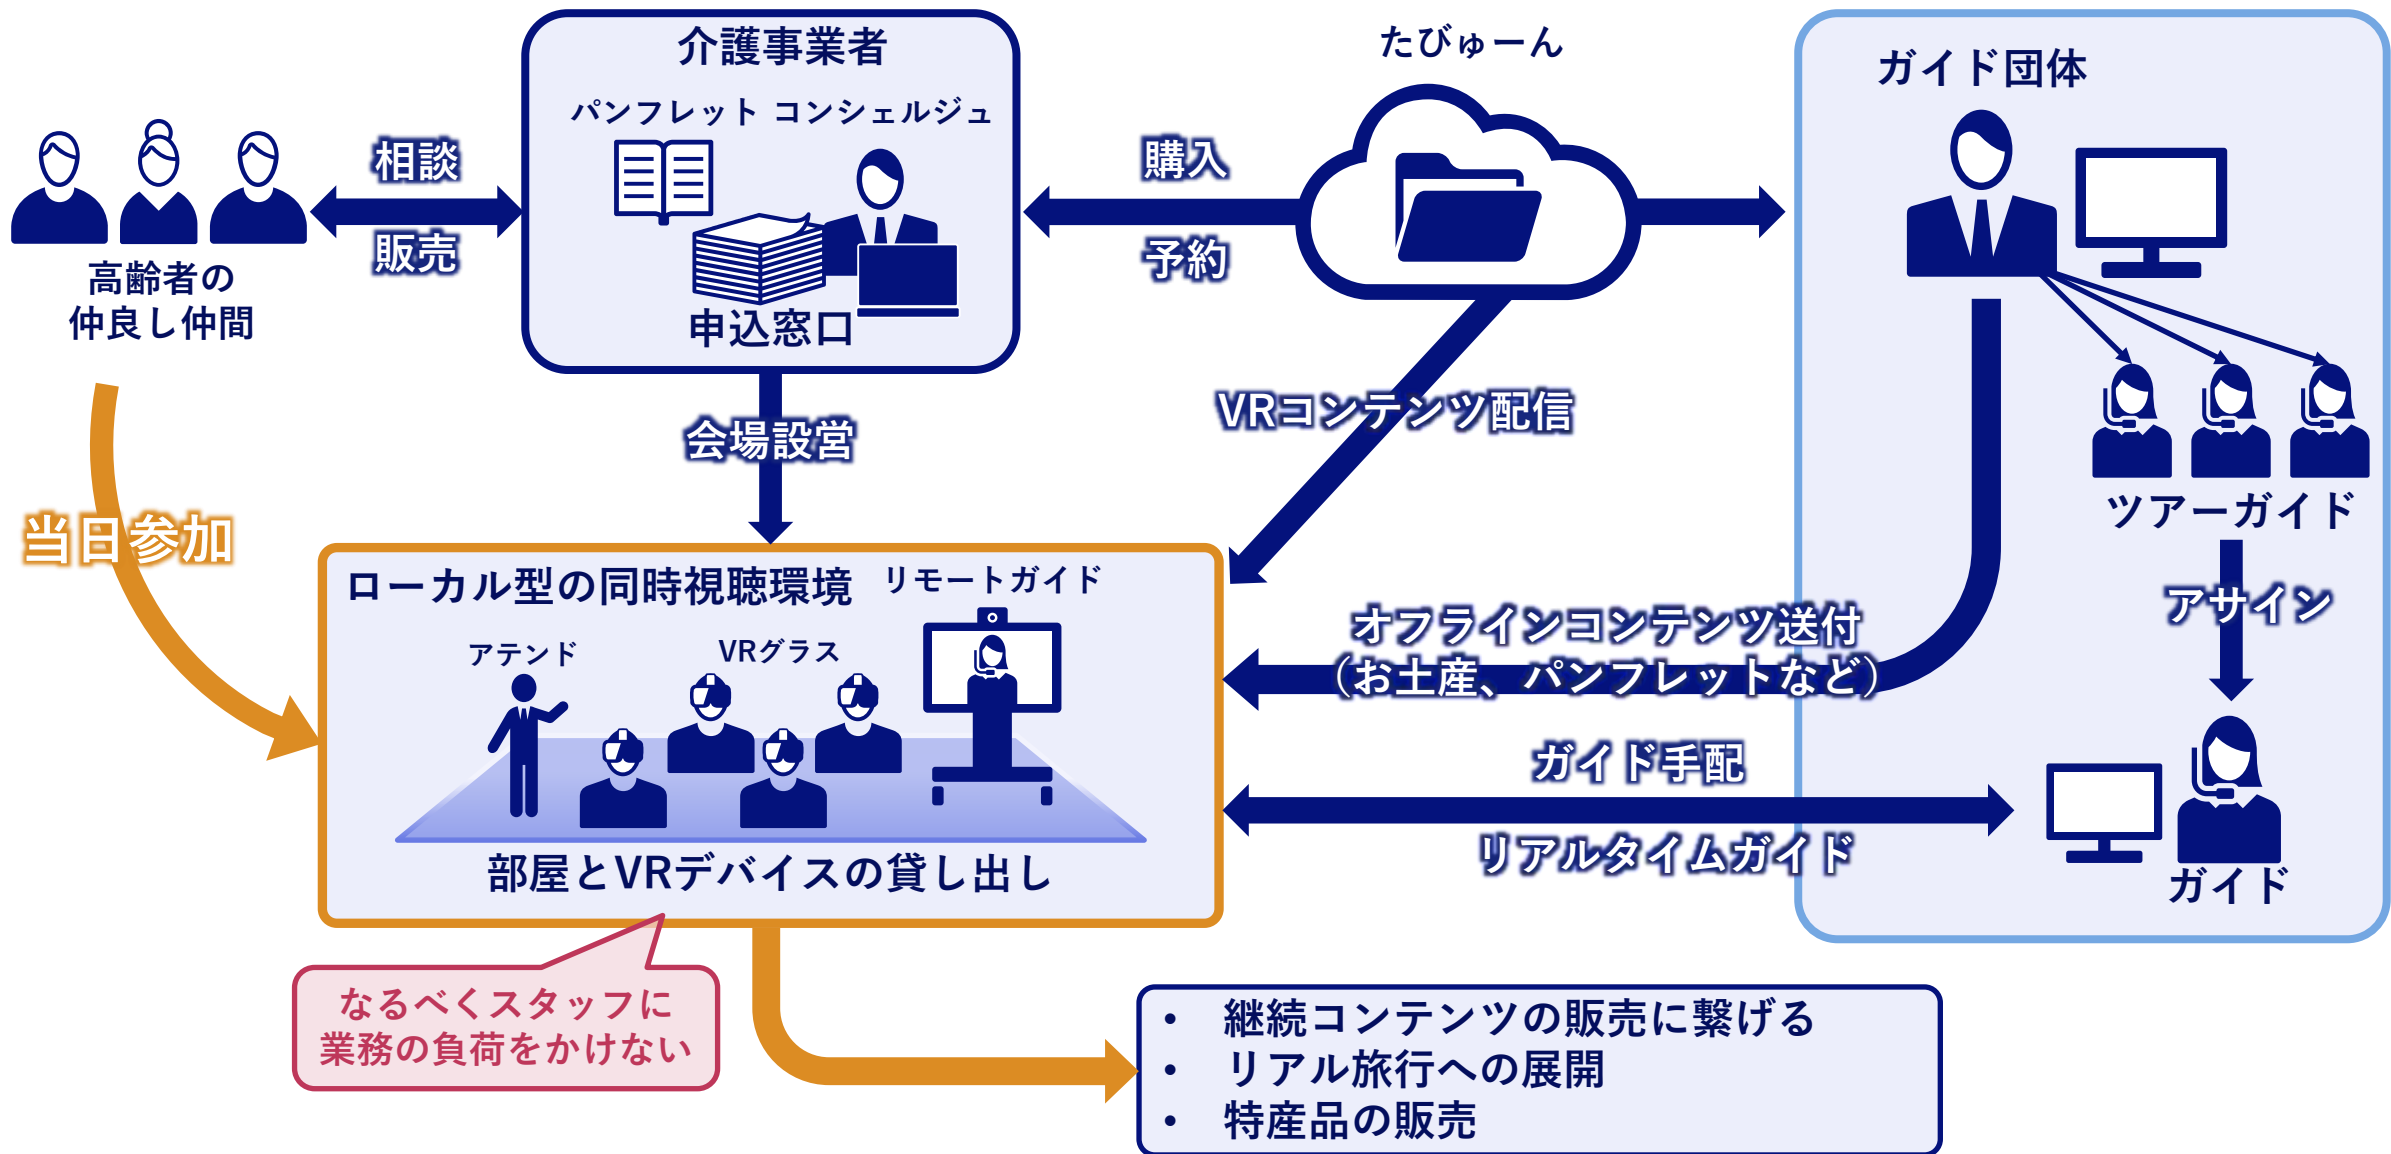 介護事業者
パンフレット コンシェルジュ
申込窓口
たびゅーん
ガイド団体
相談
販売
購入
予約
高齢者の
仲良し仲間
VRコンテンツ配信
会場設営
ツアーガイド
当日参加
アサイン
ローカル型の同時視聴環境
リモートガイド
アテンド
VRグラス
オフラインコンテンツ送付
（お土産、パンフレットなど）
ガイド手配
リアルタイムガイド
ガイド
部屋とVRデバイスの貸し出し
なるべくスタッフに
業務の負荷をかけない
• 継続コンテンツの販売に繋げる
• リアル旅行への展開
• 特産品の販売